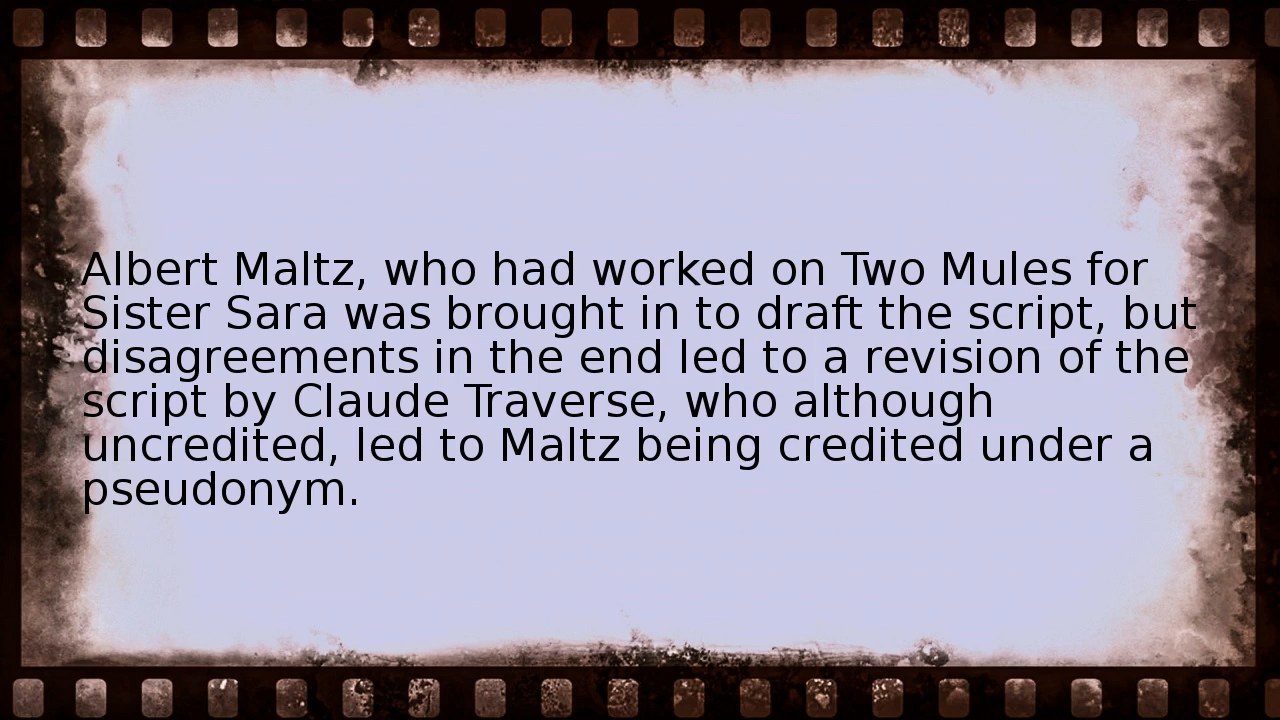 Albert Maltz, who had worked on Two Mules for
Sister Sara was brought in to draft the script, but
disagreements in the end led to a revision of the
script by Claude Traverse, who although
uncredited, led to Maltz being credited under a
pseudonym.